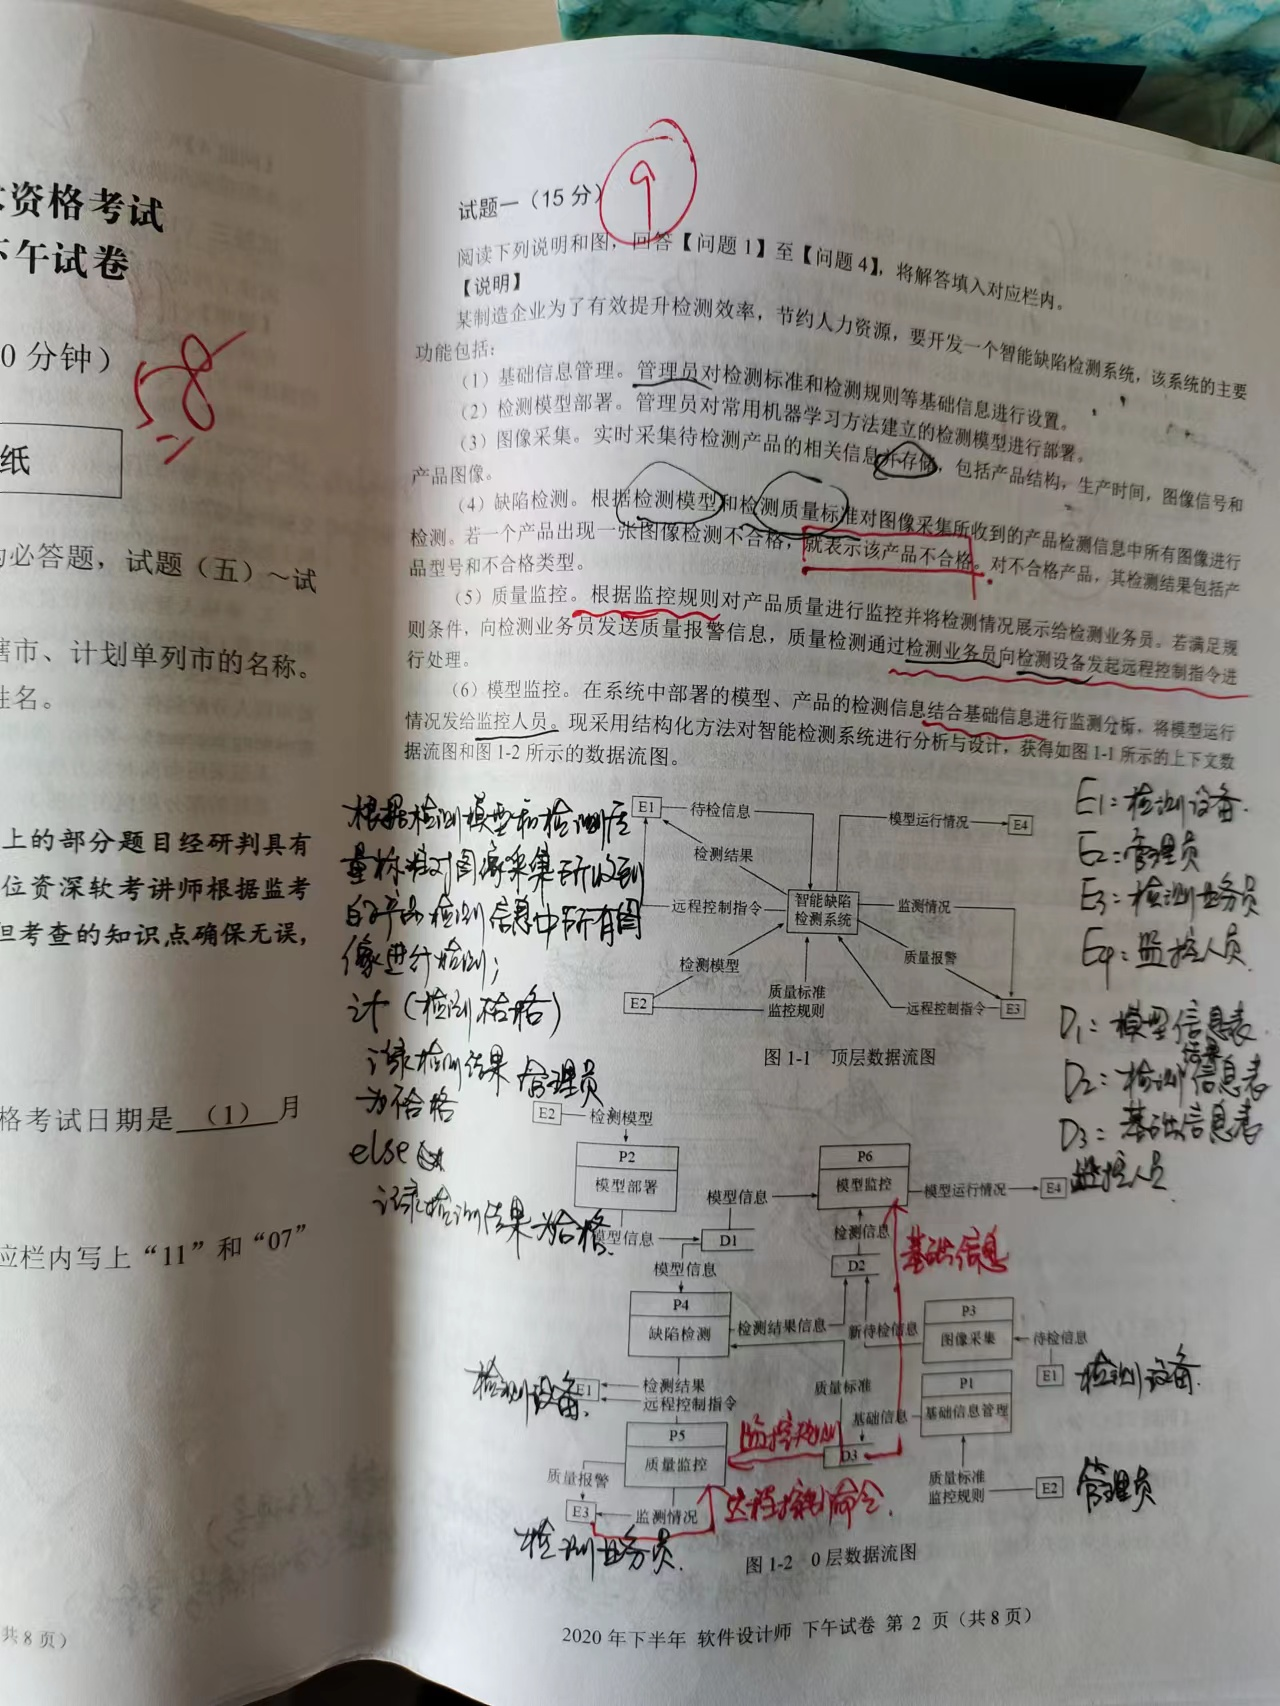 资格考试
下午试卷
0 分钟）
58
纸
必答题，试题（五）～试
辖市、计划单列市的名称。
姓名。
上的部分题目经研判具有
位资深软考讲师根据监考
但考查的知识点确保无误，
格考试日期是 （1） 月
应栏内写上“11”和“07”
共 8 页）
试题一（15 分）
9
阅读下列说明和图，回答【问题 1】至【问题 4】，将解答填入对应栏内。
【说明】
某制造企业为了有效提升检测效率，节约人力资源，要开发一个智能缺陷检测系统，该系统的主要
功能包括：
（1）基础信息管理。管理员对检测标准和检测规则等基础信息进行设置。
（2）检测模型部署。管理员对常用机器学习方法建立的检测模型进行部署。
（3）图像采集。实时采集待检测产品的相关信息并存储，包括产品结构，生产时间，图像信号和
产品图像。
（4）缺陷检测。根据检测模型和检测质量标准对图像采集所收到的产品检测信息中所有图像进行
检测。若一个产品出现一张图像检测不合格，就表示该产品不合格。对不合格产品，其检测结果包括产
品型号和不合格类型。
（5）质量监控。根据监控规则对产品质量进行监控并将检测情况展示给检测业务员。若满足规
则条件，向检测业务员发送质量报警信息，质量检测通过检测业务员向检测设备发起远程控制指令进
行处理。
（6）模型监控。在系统中部署的模型、产品的检测信息结合基础信息进行监测分析，将模型运行
情况发给监控人员。现采用结构化方法对智能检测系统进行分析与设计，获得如图 1-1 所示的上下文数
据流图和图 1-2 所示的数据流图。
根据检测模型和检测质
量标准对图像采集所收到
的产品检测信息中所有图
像进行检测；
（检测不合格）
记录检测结果
为不合格
else
记录检测结果为合格
E1 待检信息
模型运行情况 E4
检测结果
远程控制指令
智能缺陷
检测系统
监测情况
检测模型
质量报警
E2
质量标准
监控规则
远程控制指令 E3
图 1-1 顶层数据流图
E1：检测设备.
E2：管理员
E3：检测业务员
E4：监控人员
D1：模型信息表
D2：检测结果信息表
D3：基础信息表
管理员
E2 检测模型
P2
模型部署
P6
模型监控
模型信息
模型运行情况 E4 监控人员
模型信息
D1
检测信息
基础信息
模型信息
D2
P4
缺陷检测
检测结果信息
新待检信息
P3
图像采集
待检信息
E1 检测设备.
检测设备. E1
检测结果
远程控制指令
质量标准
P1
基础信息管理
基础信息
P5
质量监控
监控规则
D3
质量报警
远程控制命令.
质量标准
监控规则
E2 管理员
E3 监测情况
检测业务员.
图 1-2 0 层数据流图
2020 年下半年 软件设计师 下午试卷 第 2 页（共 8 页）